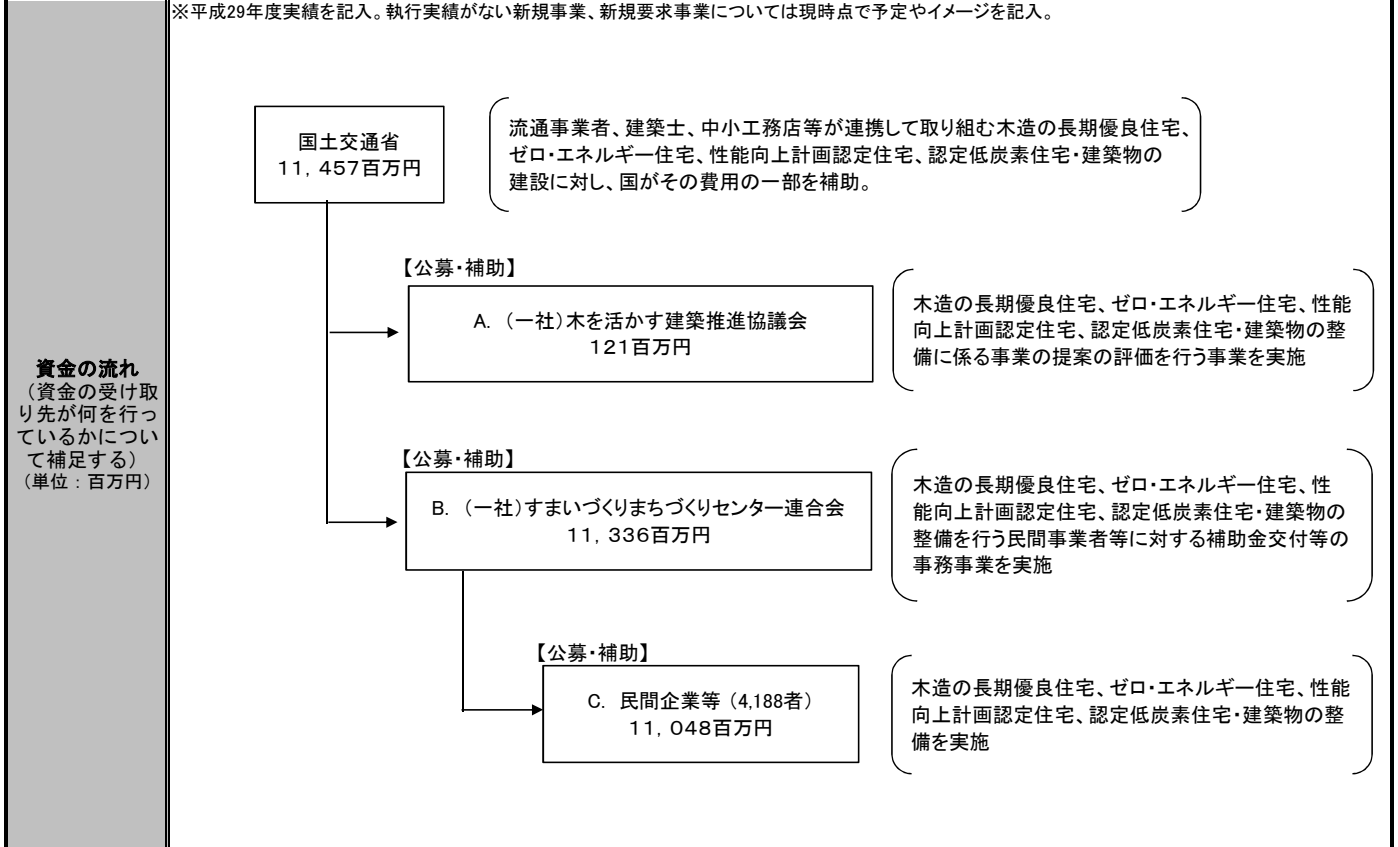 ※平成29年度実績を記入。執行実績がない新規事業、新規要求事業については現時点で予定やイメージを記入。
資金の流れ
（資金の受け取
り先が何を行っ
ているかについ
て補足する）
（単位：百万円）
国土交通省
11，457百万円
流通事業者、建築士、中小工務店等が連携して取り組む木造の長期優良住宅、
ゼロ・エネルギー住宅、性能向上計画認定住宅、認定低炭素住宅・建築物の
建設に対し、国がその費用の一部を補助。
【公募・補助】
A. （一社）木を活かす建築推進協議会
121百万円
木造の長期優良住宅、ゼロ・エネルギー住宅、性能
向上計画認定住宅、認定低炭素住宅・建築物の整
備に係る事業の提案の評価を行う事業を実施
【公募・補助】
B. （一社）すまいづくりまちづくりセンター連合会
11，336百万円
木造の長期優良住宅、ゼロ・エネルギー住宅、性
能向上計画認定住宅、認定低炭素住宅・建築物の
整備を行う民間事業者等に対する補助金交付等の
事務事業を実施
【公募・補助】
C. 民間企業等（4,188者）
11，048百万円
木造の長期優良住宅、ゼロ・エネルギー住宅、性能
向上計画認定住宅、認定低炭素住宅・建築物の整
備を実施